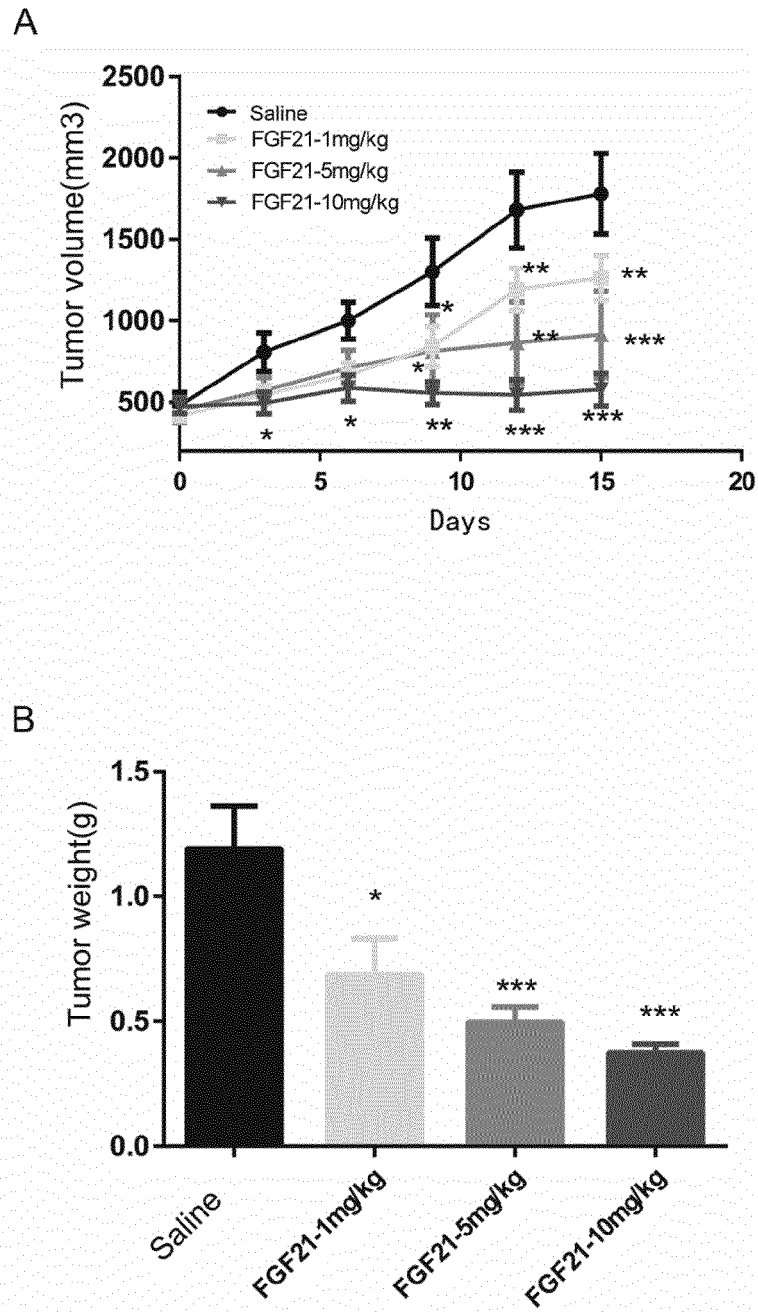 A
Tumor volume(mm3)
2500
2000
1500
1000
500
Saline
FGF21-1mg/kg
FGF21-5mg/kg
FGF21-10mg/kg
**
**
*
**
***
*
*
*
**
***
***
0
5
10
15
20
Days
B
Tumor weight(g)
1.5
1.0
0.5
0.0
*
***
***
Saline
FGF21-1mg/kg
FGF21-5mg/kg
FGF21-10mg/kg